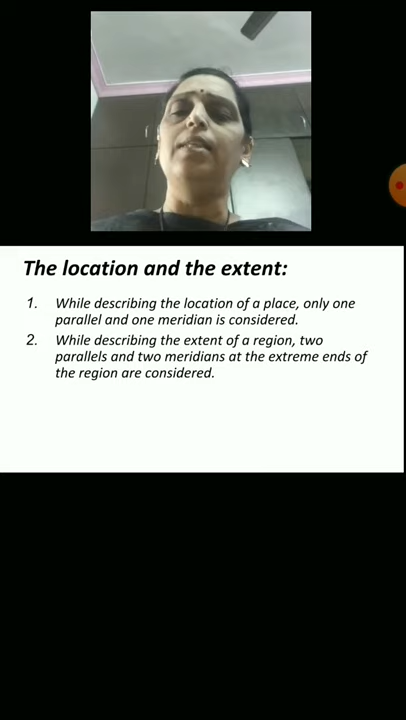 The location and the extent:
1. While describing the location of a place, only one
parallel and one meridian is considered.
2. While describing the extent of a region, two
parallels and two meridians at the extreme ends of
the region are considered.